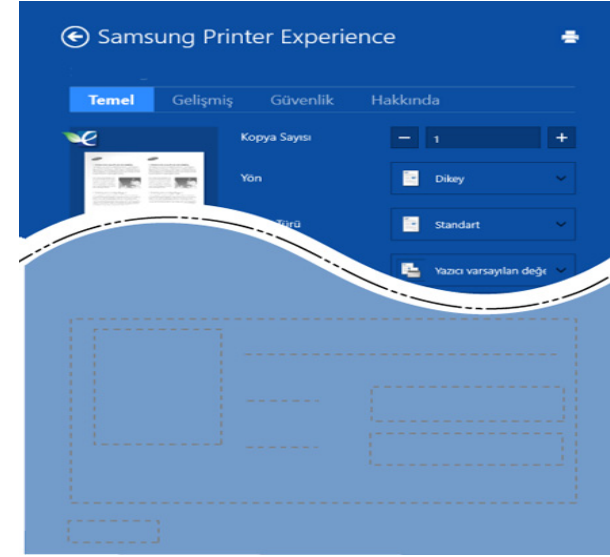 Samsung Printer Experience
Temel Gelişmiş Güvenlik Hakkında
Kopya Sayısı 1
Yön Dikey
Türü Standart
Yazıcı varsayılan değe